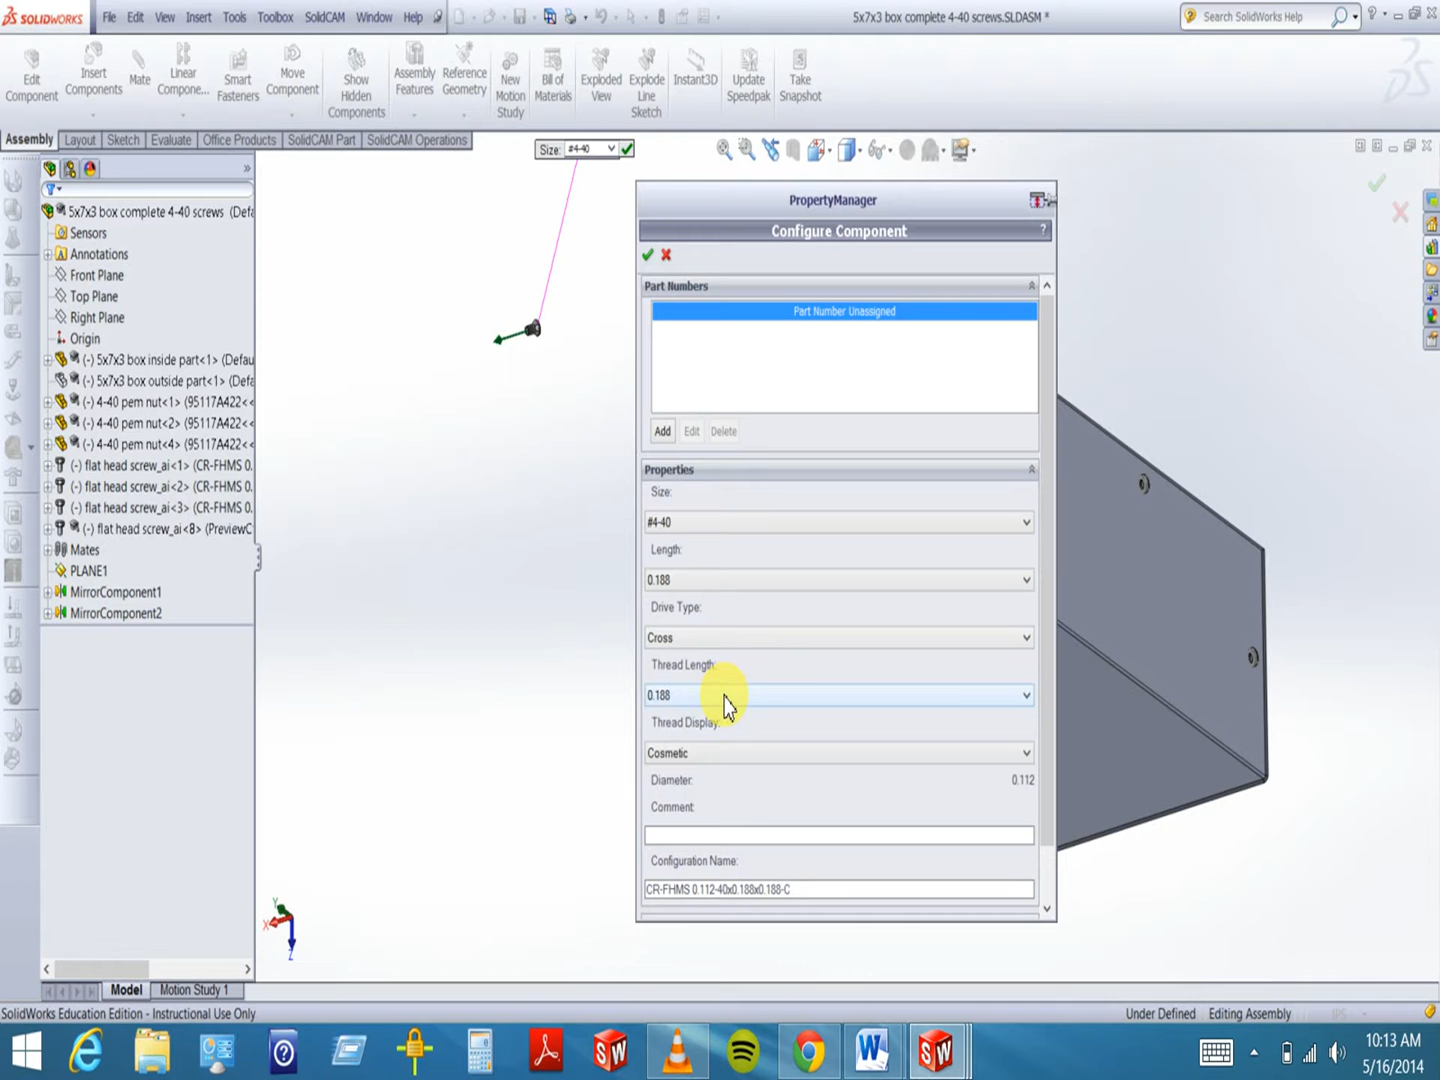 SOLIDWORKS
File Edit View Insert Tools Toolbox SolidCAM Window Help
5x7x3 box complete 4-40 screws.SLDASM *
Search SolidWorks Help
Edit Component
Insert Components
Mate
Linear Compone...
Smart Fasteners
Move Component
Show Hidden Components
Assembly Features
Reference Geometry
New Motion Study
Bill of Materials
Exploded View
Explode Line Sketch
Instant3D
Update Speedpak
Take Snapshot
Assembly Layout Sketch Evaluate Office Products SolidCAM Part SolidCAM Operations
Size: #4-40
5x7x3 box complete 4-40 screws (Defa
Sensors
Annotations
Front Plane
Top Plane
Right Plane
Origin
(-) 5x7x3 box inside part<1> (Defau
(-) 5x7x3 box outside part<1> (Defa
(-) 4-40 pem nut<1> (95117A422<<
(-) 4-40 pem nut<2> (95117A422<<
(-) 4-40 pem nut<4> (95117A422<<
(-) flat head screw_ai<1> (CR-FHMS 0.
(-) flat head screw_ai<2> (CR-FHMS 0.
(-) flat head screw_ai<3> (CR-FHMS 0.
(-) flat head screw_ai<8> (PreviewC
Mates
PLANE1
MirrorComponent1
MirrorComponent2
PropertyManager
Configure Component
?
Part Numbers
Part Number Unassigned
Add Edit Delete
Properties
Size:
#4-40
Length:
0.188
Drive Type:
Cross
Thread Length:
0.188
Thread Display:
Cosmetic
Diameter: 0.112
Comment:
Configuration Name:
CR-FHMS 0.112-40x0.188x0.188-C
Y
X
Z
Model Motion Study 1
SolidWorks Education Edition - Instructional Use Only
Under Defined Editing Assembly IPS
SW
W
SW
10:13 AM
5/16/2014